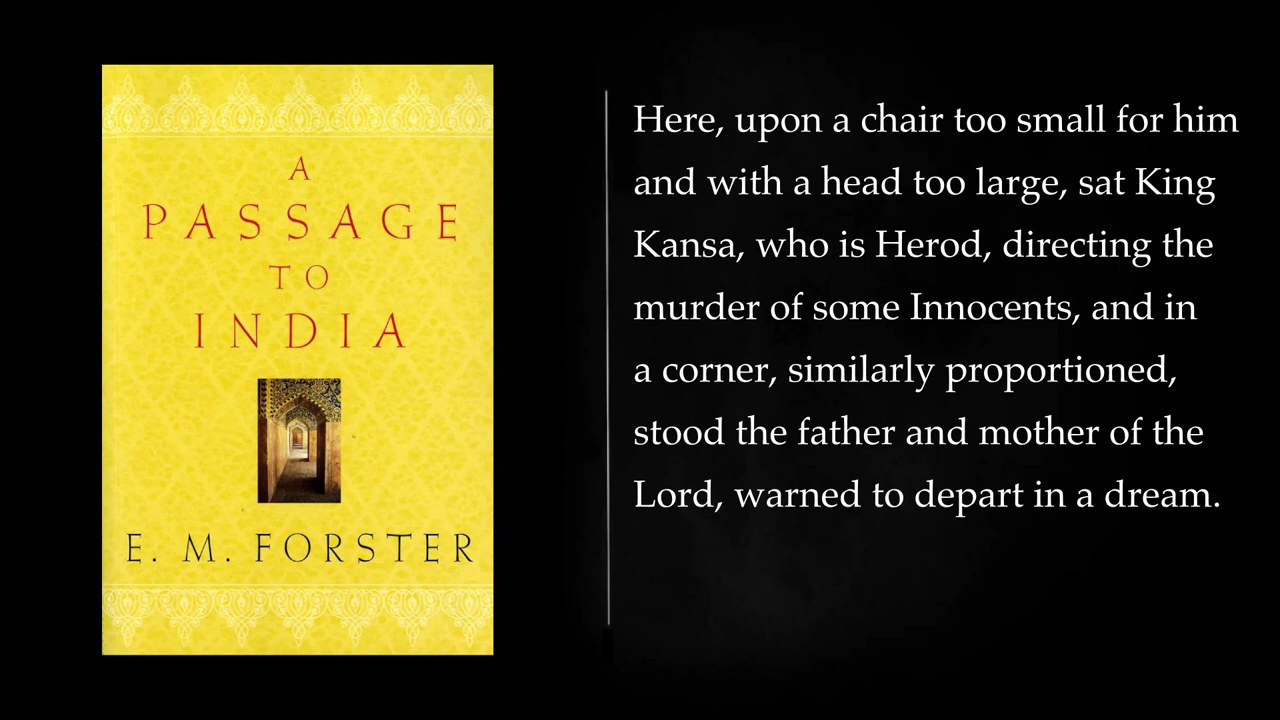 A
PASSAGE
TO
INDIA
E. M. FORSTER
Here, upon a chair too small for him
and with a head too large, sat King
Kansa, who is Herod, directing the
murder of some Innocents, and in
a corner, similarly proportioned,
stood the father and mother of the
Lord, warned to depart in a dream.